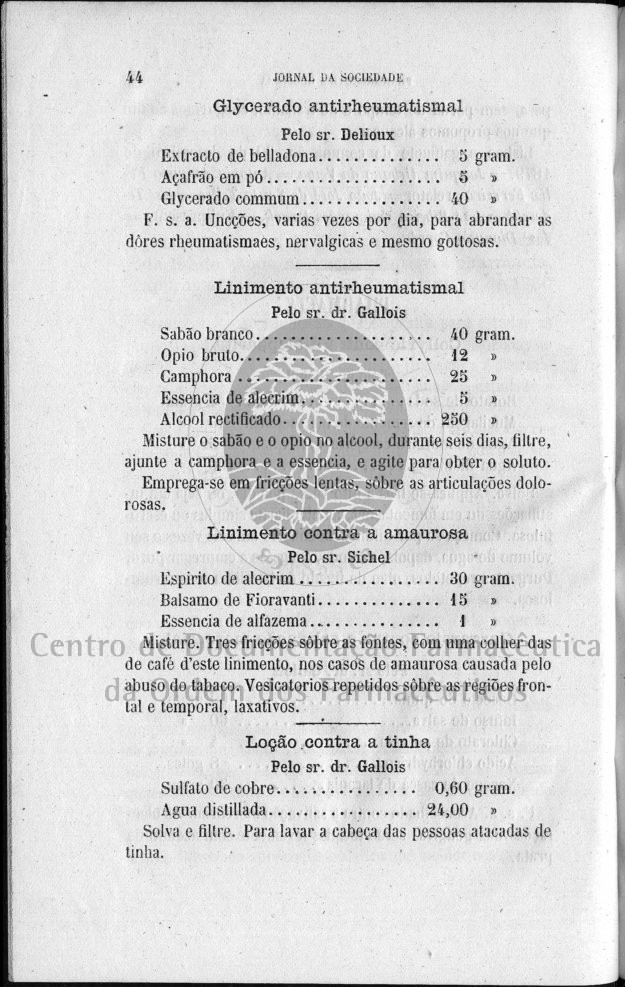 44 JORNAL DA SOCIEDADE
Glycerado antirheumatismal
Pelo sr. Delioux
Extracto de belladona............... 5 gram.
Açafrão em pó...................... 5 »
Glycerado commum................. 40 »
F. s. a. Uncções, varias vezes por dia, para abrandar as
dôres rheumatismaes, nervalgicas e mesmo gottosas.
Linimento antirheumatismal
Pelo sr. dr. Gallois
Sabão branco...................... 40 gram.
Opio bruto........................ 12 »
Camphora ........................ 25 »
Essencia de alecrim................ 5 »
Alcool rectificado.................. 250 »
Misture o sabão e o opio no alcool, durante seis dias, filtre,
ajunte a camphora e a essencia, e agite para obter o soluto.
Emprega-se em fricções lentas, sôbre as articulações dolo-
rosas.
Linimento contra a amaurosa
Pelo sr. Sichel
Espirito de alecrim ................. 30 gram.
Balsamo de Fioravanti............... 15 »
Essencia de alfazema................ 1 »
Misture. Tres fricções sôbre as fontes, com uma colher das
de café d'este linimento, nos casos de amaurosa causada pelo
abuso do tabaco. Vesicatorios repetidos sôbre as regiões fron-
tal e temporal, laxativos.
Loção contra a tinha
Pelo sr. dr. Gallois
Sulfato de cobre................. 0,60 gram.
Agua distillada.................. 24,00 »
Solva e filtre. Para lavar a cabeça das pessoas atacadas de
tinha.
Centro de Documentação Farmacêutica
da Ordem dos Farmacêuticos